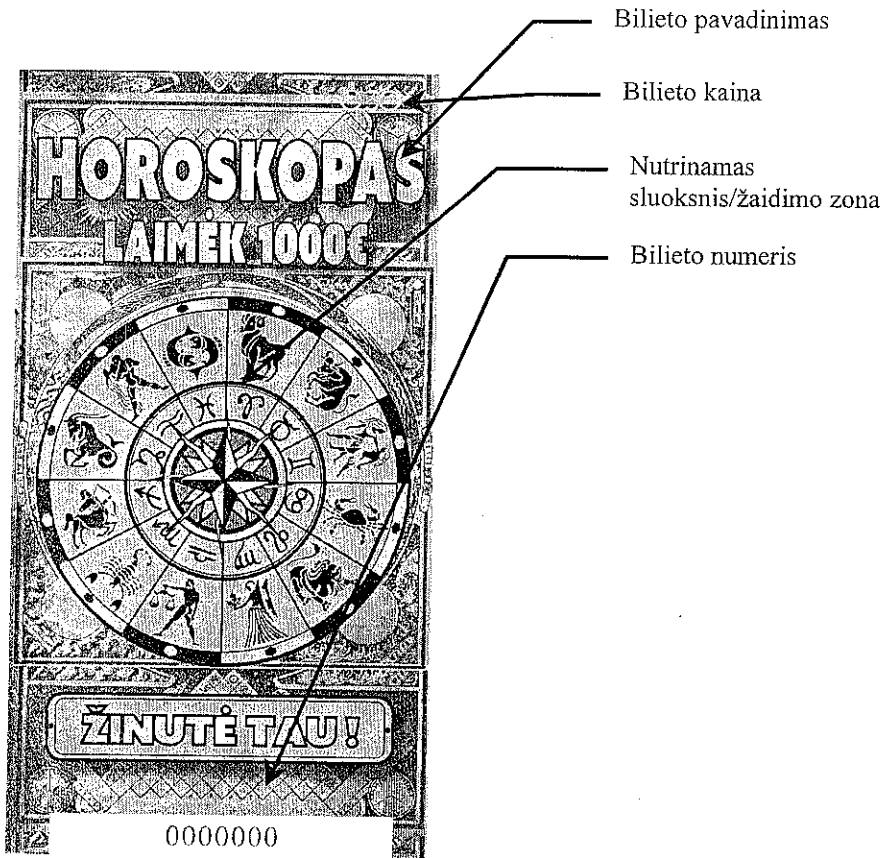 Bilieto pavadinimas
Bilieto kaina
HOROSKOPAS
LAIMĖK 1000€
Nutrinamas
sluoksnis/žaidimo zona
Bilieto numeris
ŽINUTĖ TAU!
0000000